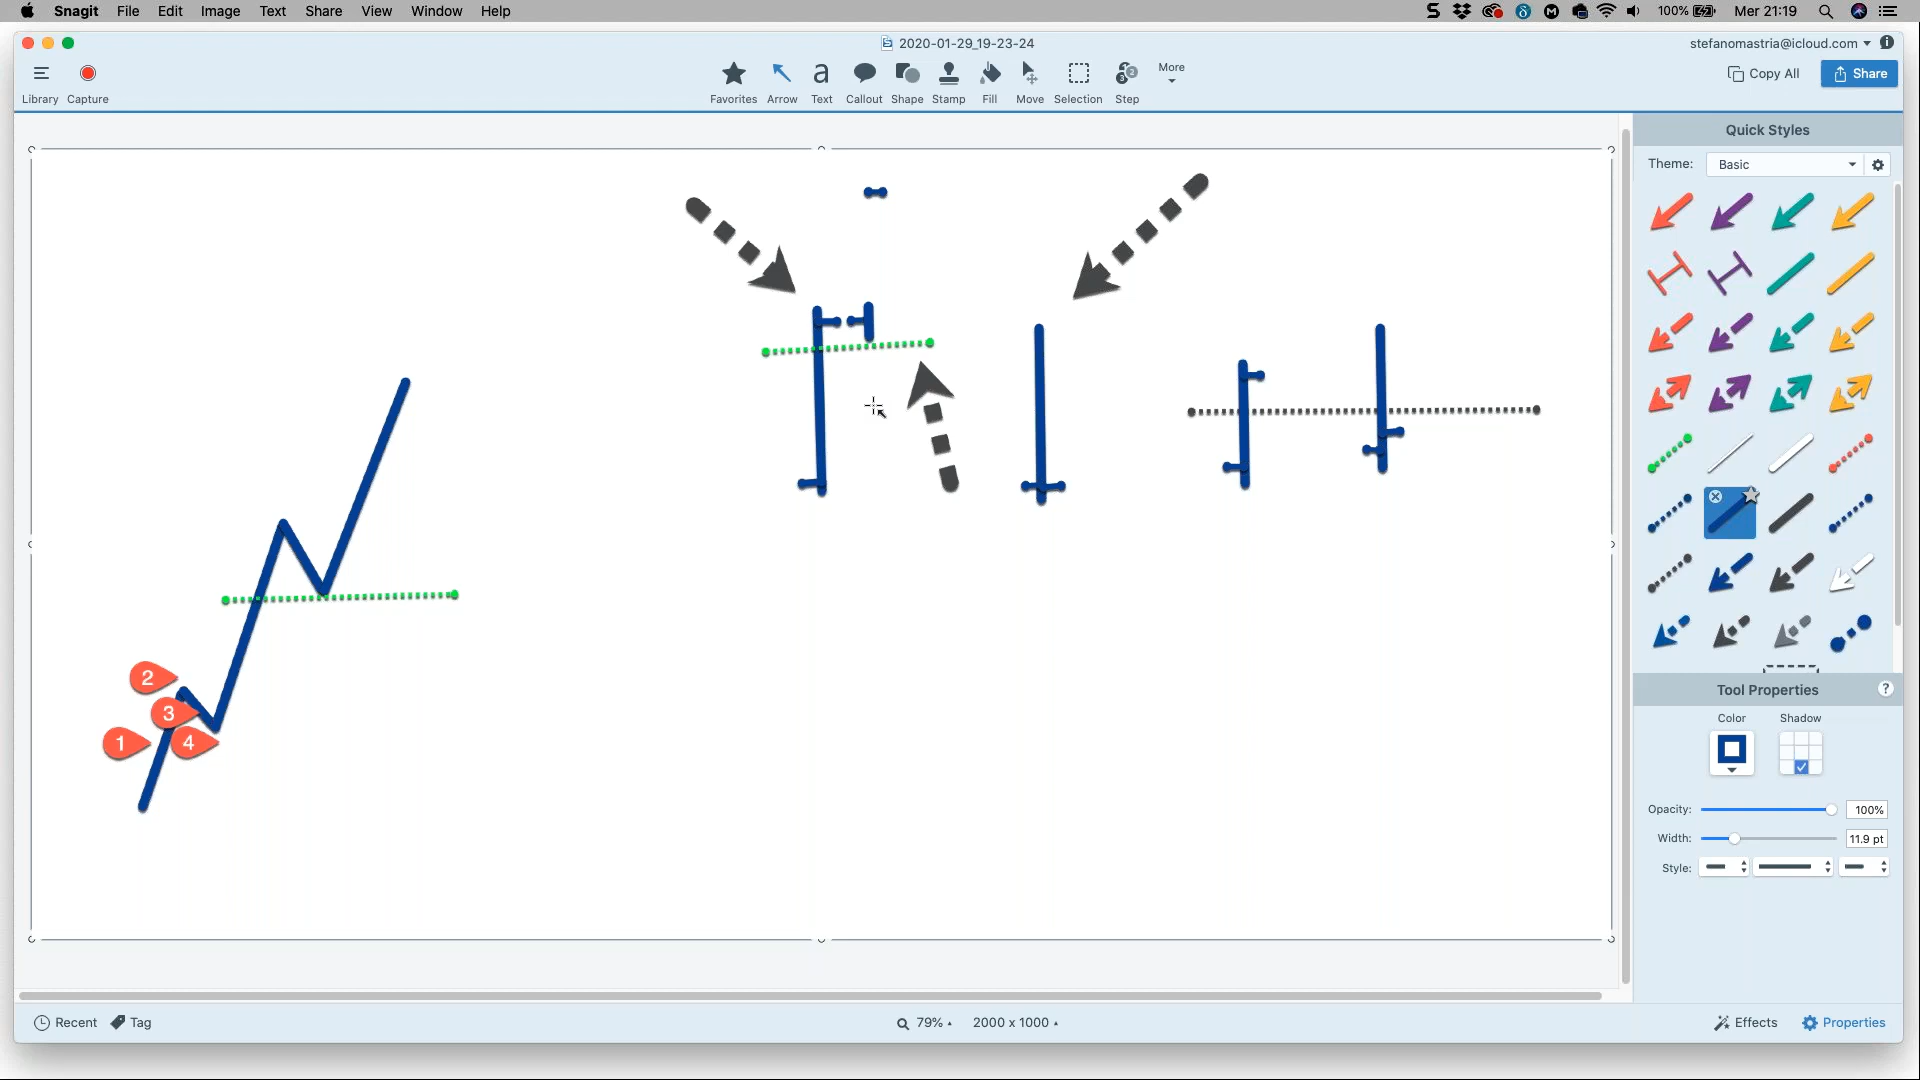 Snagit File Edit Image Text Share View Window Help 100% Mer 21:19
2020-01-29_19-23-24 stefanomastria@icloud.com
Library Capture Favorites Arrow Text Callout Shape Stamp Fill Move Selection Step More Copy All Share
Quick Styles
Theme: Basic
2
3
1 4
Tool Properties ?
Color Shadow
Opacity: 100%
Width: 11.9 pt
Style:
Recent Tag 79% 2000 x 1000 Effects Properties